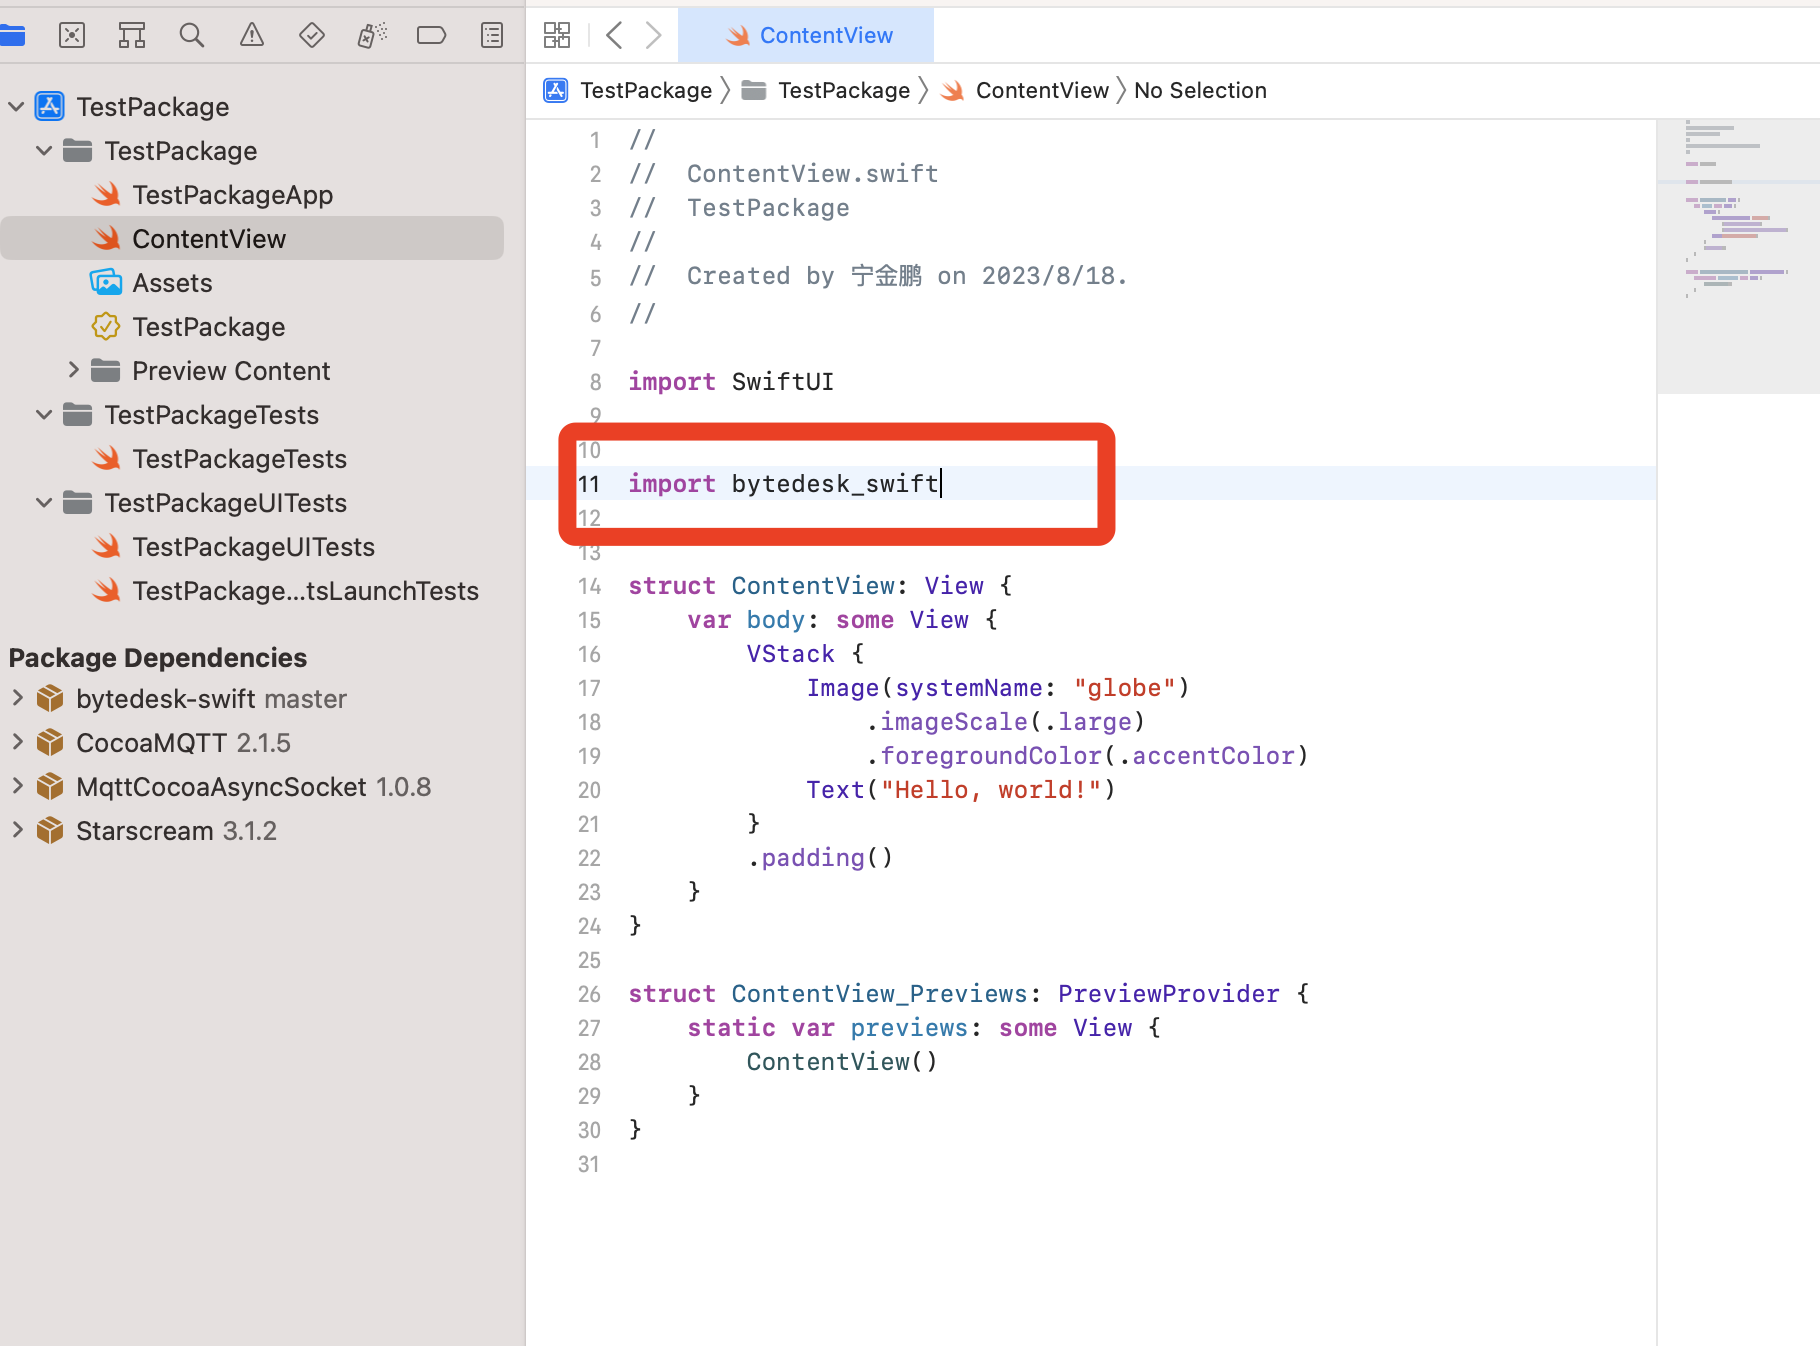 TestPackage
TestPackage
TestPackageApp
ContentView
Assets
TestPackage
Preview Content
TestPackageTests
TestPackageTests
TestPackageUITests
TestPackageUITests
TestPackage...tsLaunchTests
Package Dependencies
bytedesk-swift master
CocoaMQTT 2.1.5
MqttCocoaAsyncSocket 1.0.8
Starscream 3.1.2
ContentView
TestPackage TestPackage ContentView No Selection
1 //
2 //  ContentView.swift
3 //  TestPackage
4 //
5 //  Created by 宁金鹏 on 2023/8/18.
6 //
7
8 import SwiftUI
9
10
11 import bytedesk_swift
12
13
14 struct ContentView: View {
15     var body: some View {
16         VStack {
17             Image(systemName: "globe")
18                 .imageScale(.large)
19                 .foregroundColor(.accentColor)
20             Text("Hello, world!")
21         }
22         .padding()
23     }
24 }
25
26 struct ContentView_Previews: PreviewProvider {
27     static var previews: some View {
28         ContentView()
29     }
30 }
31